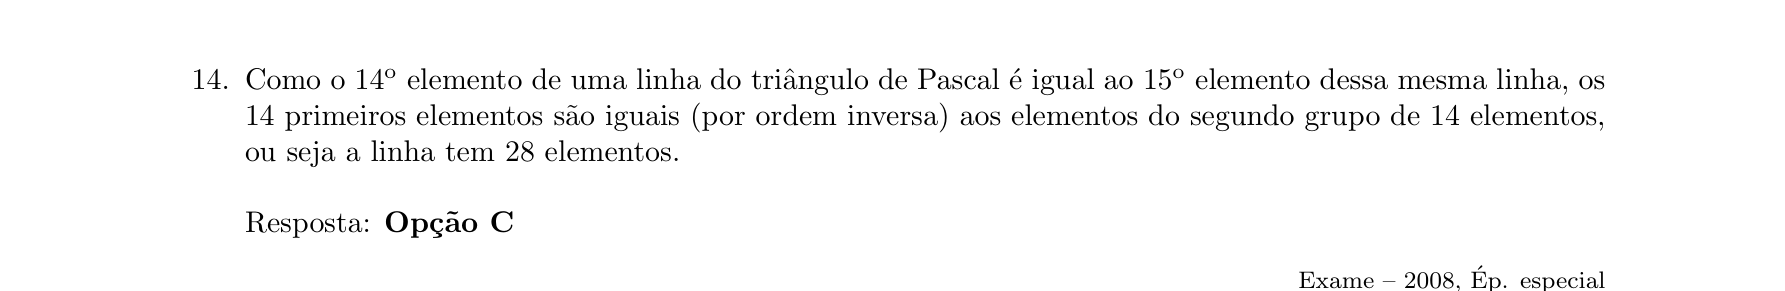 14. Como o 14º elemento de uma linha do triângulo de Pascal é igual ao 15º elemento dessa mesma linha, os
14 primeiros elementos são iguais (por ordem inversa) aos elementos do segundo grupo de 14 elementos,
ou seja a linha tem 28 elementos.
Resposta: Opção C
Exame – 2008, Ép. especial